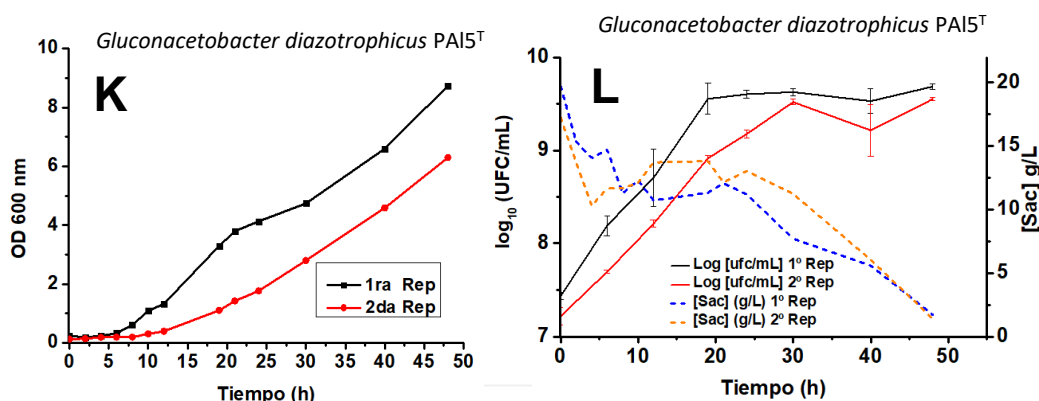 Gluconacetobacter diazotrophicus PAl5T
K
OD 600 nm
10
8
6
4
2
0
1ra Rep
2da Rep
0 5 10 15 20 25 30 35 40 45 50
Tiempo (h)
Gluconacetobacter diazotrophicus PAl5T
L
log10 (UFC/mL)
10
9
8
7
Log [ufc/mL] 1º Rep
Log [ufc/mL] 2º Rep
[Sac] (g/L) 1º Rep
[Sac] (g/L) 2º Rep
20
15
10
5
0
[Sac] g/L
0 10 20 30 40 50
Tiempo (h)